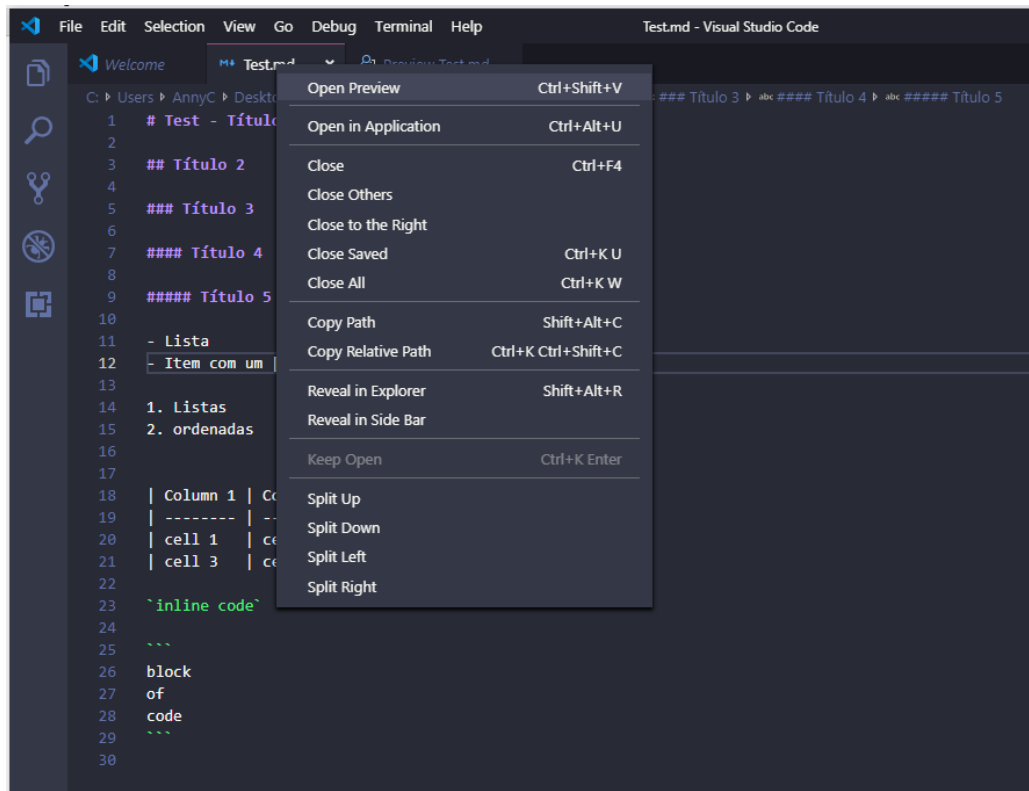 File Edit Selection View Go Debug Terminal Help Test.md - Visual Studio Code
Welcome Test.md Preview Test.md
C: Users AnnyC ### Título 3 abc #### Título 4 abc ##### Título 5
1 # Test -
2
3 ## Título 2
4
5 ### Título 3
6
7 #### Título 4
8
9 ##### Título 5
10
11 - Lista
12 - Item com um
13
14 1. Listas
15 2. ordenadas
16
17
18 | Column 1 |
19 | -------- |
20 | cell 1 |
21 | cell 3 |
22
23 `inline code`
24
25 ```
26 block
27 of
28 code
29 ```
30
Open Preview Ctrl+Shift+V
Open in Application Ctrl+Alt+U
Close Ctrl+F4
Close Others
Close to the Right
Close Saved Ctrl+K U
Close All Ctrl+K W
Copy Path Shift+Alt+C
Copy Relative Path Ctrl+K Ctrl+Shift+C
Reveal in Explorer Shift+Alt+R
Reveal in Side Bar
Keep Open Ctrl+K Enter
Split Up
Split Down
Split Left
Split Right